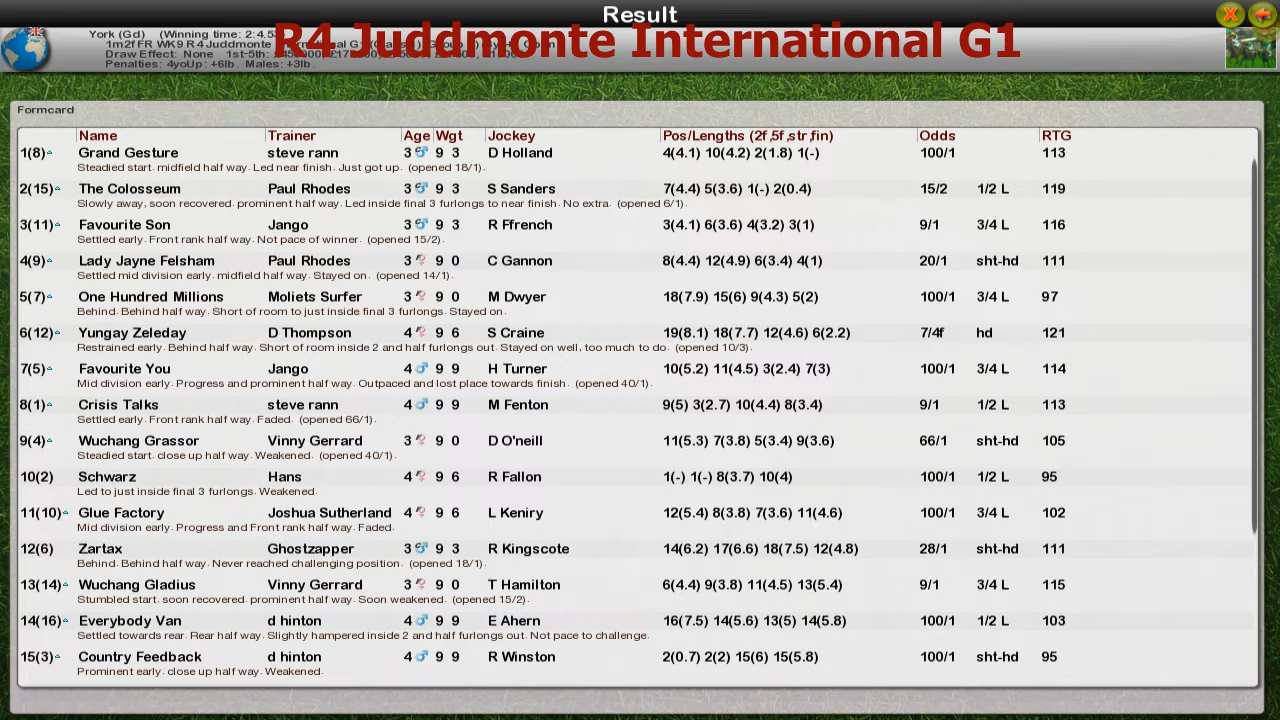 Result
R4 Juddmonte International G1
York (Gd) (Winning time: 2:4.5
1m2f FR WK9 R4 Juddmonte
Draw Effect: None 1st-5th:
Penalties: 4yoUp: +6lb. Males: +3lb.
Formcard
Name Trainer Age Wgt Jockey Pos/Lengths (2f,5f,str,fin) Odds RTG
1(8) Grand Gesture steve rann 3 9 3 D Holland 4(4.1) 10(4.2) 2(1.8) 1(-) 100/1 113
Steadied start. midfield half way. Led near finish. Just got up. (opened 18/1).
2(15) The Colosseum Paul Rhodes 3 9 3 S Sanders 7(4.4) 5(3.6) 1(-) 2(0.4) 15/2 1/2 L 119
Slowly away, soon recovered. prominent half way. Led inside final 3 furlongs to near finish. No extra. (opened 6/1).
3(11) Favourite Son Jango 3 9 3 R Ffrench 3(4.1) 6(3.6) 4(3.2) 3(1) 9/1 3/4 L 116
Settled early. Front rank half way. Not pace of winner. (opened 15/2).
4(9) Lady Jayne Felsham Paul Rhodes 3 9 0 C Gannon 8(4.4) 12(4.9) 6(3.4) 4(1) 20/1 sht-hd 111
Settled mid division early. midfield half way. Stayed on. (opened 14/1).
5(7) One Hundred Millions Moliets Surfer 3 9 0 M Dwyer 18(7.9) 15(6) 9(4.3) 5(2) 100/1 3/4 L 97
Behind. Behind half way. Short of room to just inside final 3 furlongs. Stayed on.
6(12) Yungay Zeleday D Thompson 4 9 6 S Craine 19(8.1) 18(7.7) 12(4.6) 6(2.2) 7/4f hd 121
Restrained early. Behind half way. Short of room inside 2 and half furlongs out. Stayed on well, too much to do. (opened 10/3).
7(5) Favourite You Jango 4 9 9 H Turner 10(5.2) 11(4.5) 3(2.4) 7(3) 100/1 3/4 L 114
Mid division early. Progress and prominent half way. Outpaced and lost place towards finish. (opened 40/1).
8(1) Crisis Talks steve rann 4 9 9 M Fenton 9(5) 3(2.7) 10(4.4) 8(3.4) 9/1 1/2 L 113
Settled early. Front rank half way. Faded. (opened 66/1).
9(4) Wuchang Grassor Vinny Gerrard 3 9 0 D O'neill 11(5.3) 7(3.8) 5(3.4) 9(3.6) 66/1 sht-hd 105
Steadied start. close up half way. Weakened. (opened 40/1).
10(2) Schwarz Hans 4 9 6 R Fallon 1(-) 1(-) 8(3.7) 10(4) 100/1 1/2 L 95
Led to just inside final 3 furlongs. Weakened.
11(10) Glue Factory Joshua Sutherland 4 9 6 L Keniry 12(5.4) 8(3.8) 7(3.6) 11(4.6) 100/1 3/4 L 102
Mid division early. Progress and Front rank half way. Faded.
12(6) Zartax Ghostzapper 3 9 3 R Kingscote 14(6.2) 17(6.6) 18(7.5) 12(4.8) 28/1 sht-hd 111
Behind. Behind half way. Never reached challenging position. (opened 18/1).
13(14) Wuchang Gladius Vinny Gerrard 3 9 0 T Hamilton 6(4.4) 9(3.8) 11(4.5) 13(5.4) 9/1 3/4 L 115
Stumbled start. soon recovered. prominent half way. Soon weakened. (opened 15/2).
14(16) Everybody Van d hinton 4 9 9 E Ahern 16(7.5) 14(5.6) 13(5) 14(5.8) 100/1 1/2 L 103
Settled towards rear. Rear half way. Slightly hampered inside 2 and half furlongs out. Not pace to challenge.
15(3) Country Feedback d hinton 4 9 9 R Winston 2(0.7) 2(2) 15(6) 15(5.8) 100/1 sht-hd 95
Prominent early. close up half way. Weakened.